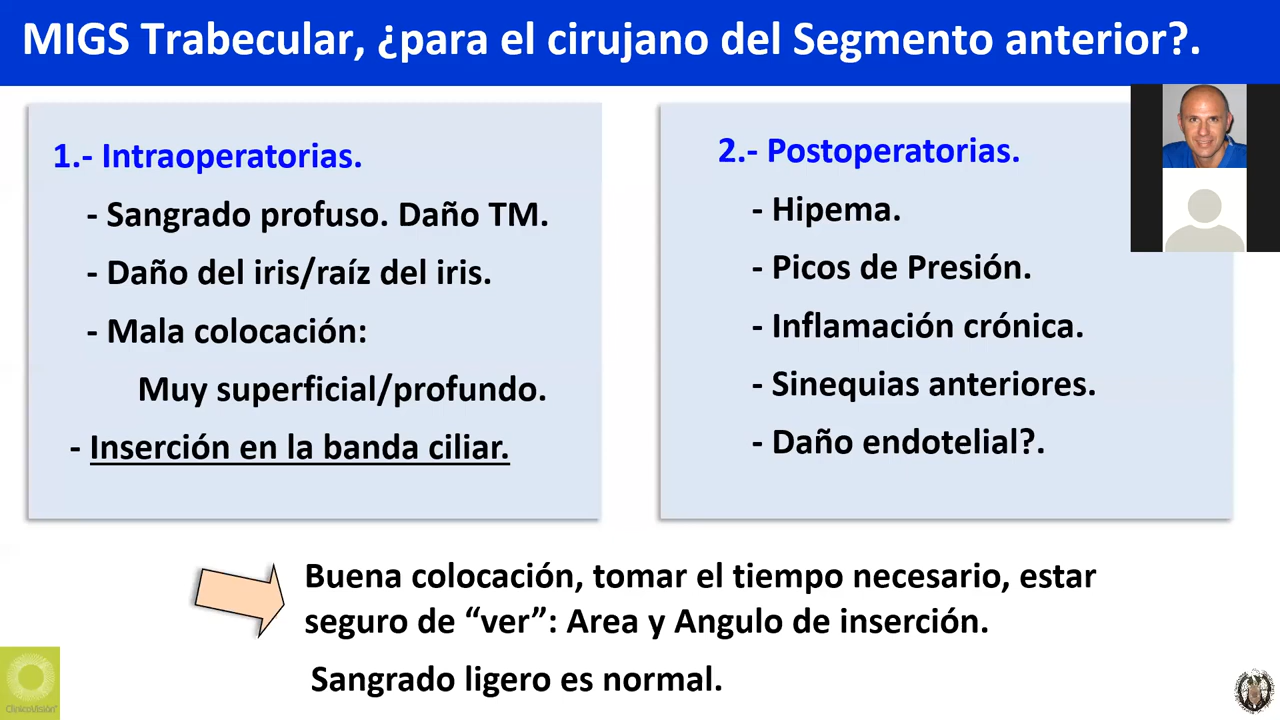 MIGS Trabecular, ¿para el cirujano del Segmento anterior?.
1.- Intraoperatorias.
- Sangrado profuso. Daño TM.
- Daño del iris/raíz del iris.
- Mala colocación:
Muy superficial/profundo.
- Inserción en la banda ciliar.
2.- Postoperatorias.
- Hipema.
- Picos de Presión.
- Inflamación crónica.
- Sinequias anteriores.
- Daño endotelial?.
Buena colocación, tomar el tiempo necesario, estar
seguro de “ver”: Area y Angulo de inserción.
Sangrado ligero es normal.
ClínicaVisión